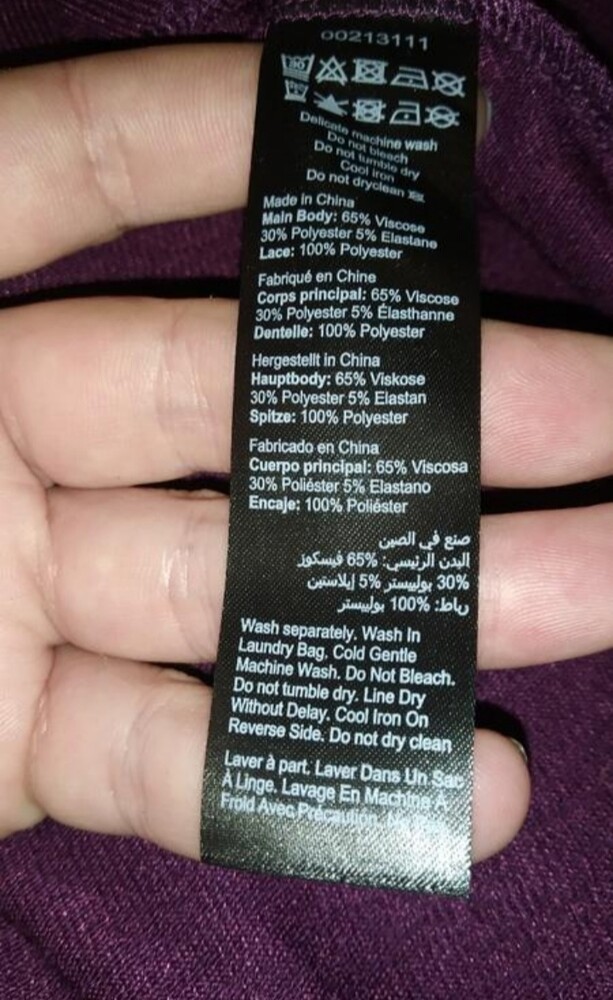 00213111
30
Delicate machine wash
Do not bleach
Do not tumble dry
Cool iron
Do not dryclean
Made in China
Main Body: 65% Viscose
30% Polyester 5% Elastane
Lace: 100% Polyester
Fabriqué en Chine
Corps principal: 65% Viscose
30% Polyester 5% Élasthanne
Dentelle: 100% Polyester
Hergestellt in China
Hauptbody: 65% Viskose
30% Polyester 5% Elastan
Spitze: 100% Polyester
Fabricado en China
Cuerpo principal: 65% Viscosa
30% Poliéster 5% Elastano
Encaje: 100% Poliéster
صنع في الصين
البدن الرئيسي: 65% فيسكوز
30% بوليستر 5% إيلاستين
رباط: 100% بوليستر
Wash separately. Wash In
Laundry Bag. Cold Gentle
Machine Wash. Do Not Bleach.
Do not tumble dry. Line Dry
Without Delay. Cool Iron On
Reverse Side. Do not dry clean
Laver à part. Laver Dans Un Sac
À Linge. Lavage En Machine À
Froid Avec Précaution.